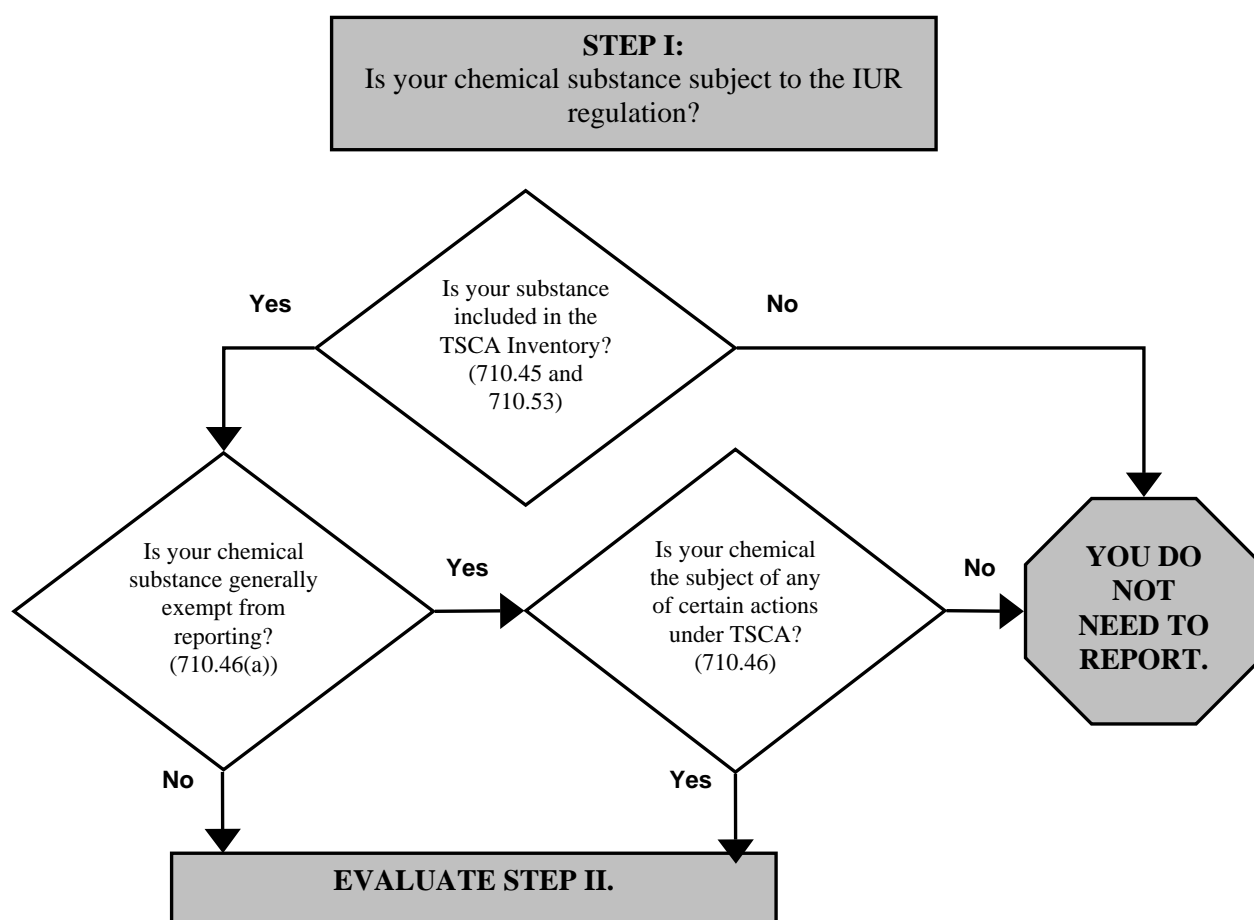 STEP I:
Is your chemical substance subject to the IUR
regulation?
Yes
Is your substance
included in the
TSCA Inventory?
(710.45 and
710.53)
No
Is your chemical
substance generally
exempt from
reporting?
(710.46(a))
Yes
Is your chemical
the subject of any
of certain actions
under TSCA?
(710.46)
No
YOU DO
NOT
NEED TO
REPORT.
No
Yes
EVALUATE STEP II.